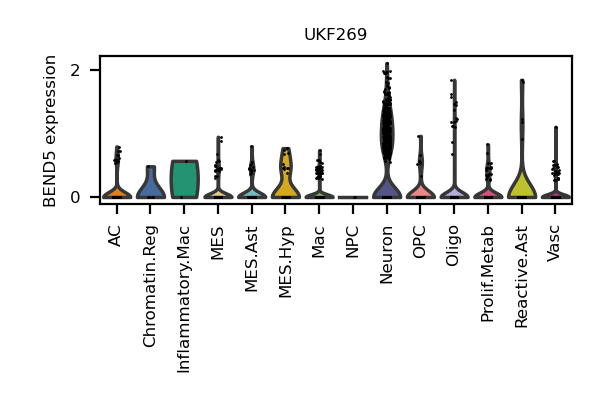 UKF269
BEND5 expression
2
0
AC
Chromatin.Reg
Inflammatory.Mac
MES
MES.Ast
MES.Hyp
Mac
NPC
Neuron
OPC
Oligo
Prolif.Metab
Reactive.Ast
Vasc